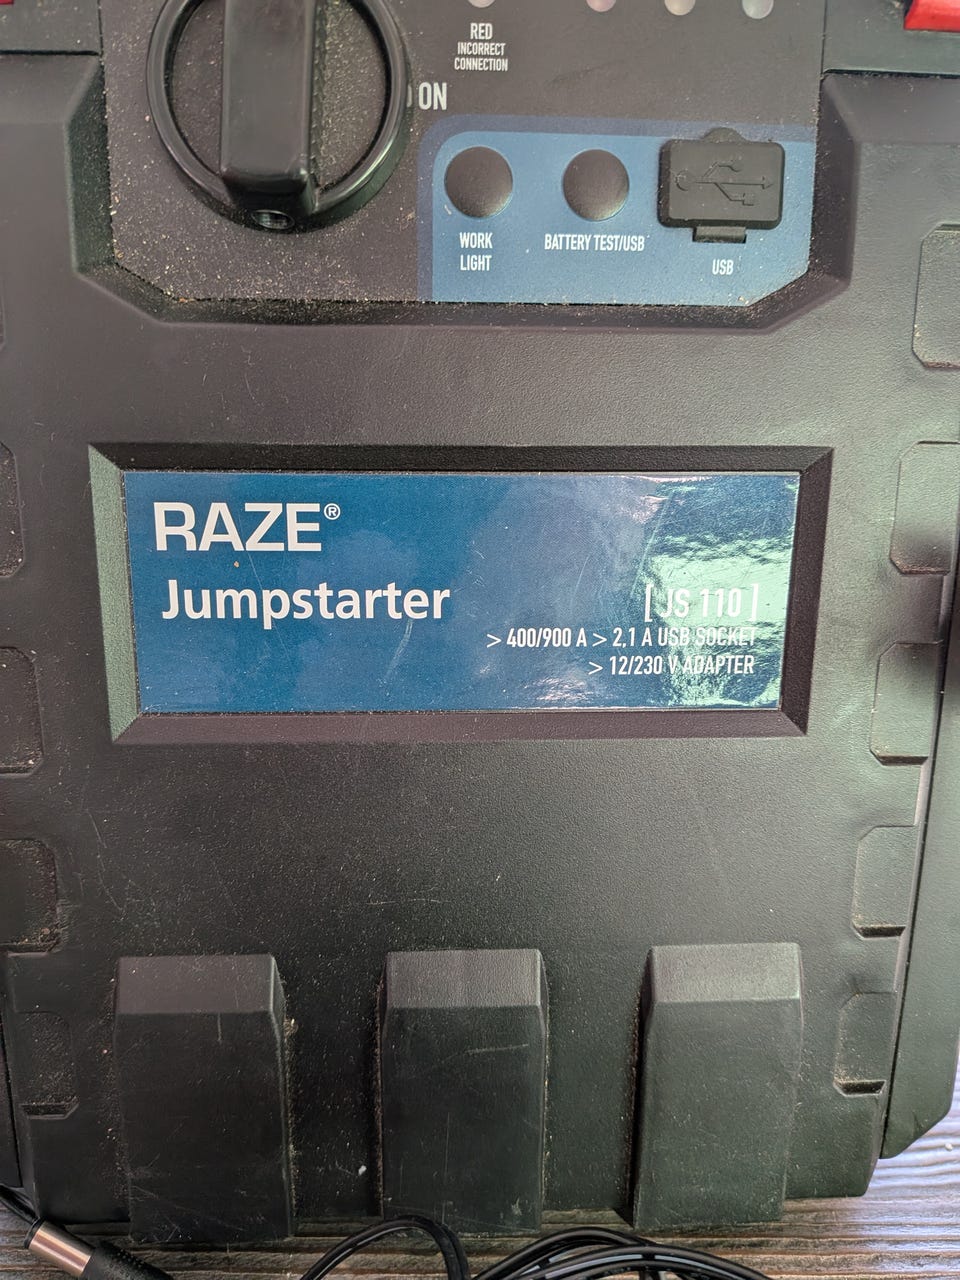 RED
INCORRECT
CONNECTION
ON
WORK
LIGHT
BATTERY TEST/USB
USB
RAZE®
Jumpstarter
[ JS 110 ]
> 400/900 A > 2,1 A USB SOCKET
> 12/230 V ADAPTER